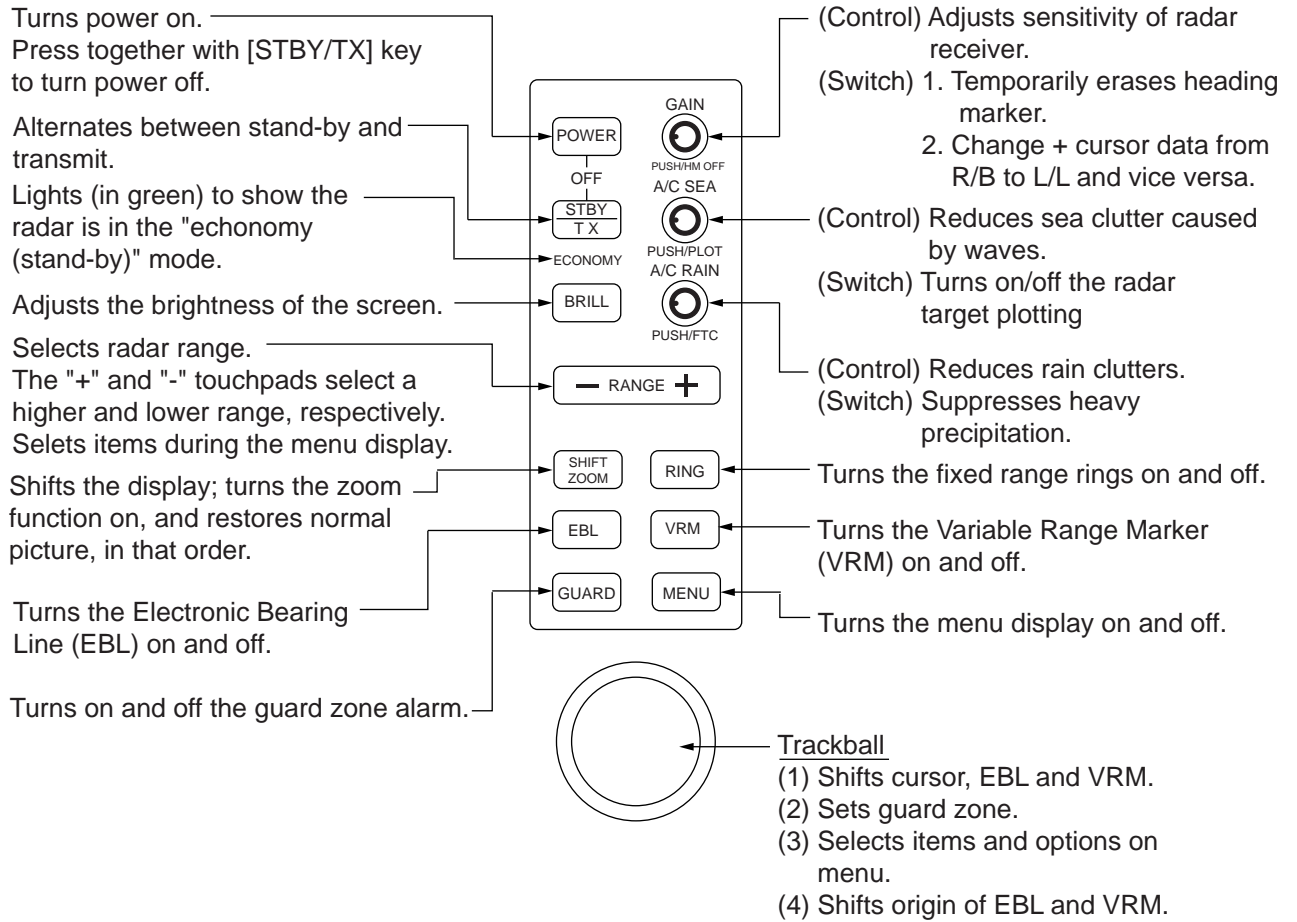 Turns power on.
Press together with [STBY/TX] key
to turn power off.
Alternates between stand-by and
transmit.
Lights (in green) to show the
radar is in the "echonomy
(stand-by)" mode.
Adjusts the brightness of the screen.
Selects radar range.
The "+" and "-" touchpads select a
higher and lower range, respectively.
Selets items during the menu display.
Shifts the display; turns the zoom
function on, and restores normal
picture, in that order.
Turns the Electronic Bearing
Line (EBL) on and off.
Turns on and off the guard zone alarm.
POWER
OFF
STBY
T X
ECONOMY
BRILL
GAIN
PUSH/HM OFF
A/C SEA
PUSH/PLOT
A/C RAIN
PUSH/FTC
− RANGE +
SHIFT
ZOOM
RING
EBL
VRM
GUARD
MENU
(Control) Adjusts sensitivity of radar
receiver.
(Switch) 1. Temporarily erases heading
marker.
2. Change + cursor data from
R/B to L/L and vice versa.
(Control) Reduces sea clutter caused
by waves.
(Switch) Turns on/off the radar
target plotting
(Control) Reduces rain clutters.
(Switch) Suppresses heavy
precipitation.
Turns the fixed range rings on and off.
Turns the Variable Range Marker
(VRM) on and off.
Turns the menu display on and off.
Trackball
(1) Shifts cursor, EBL and VRM.
(2) Sets guard zone.
(3) Selects items and options on
menu.
(4) Shifts origin of EBL and VRM.